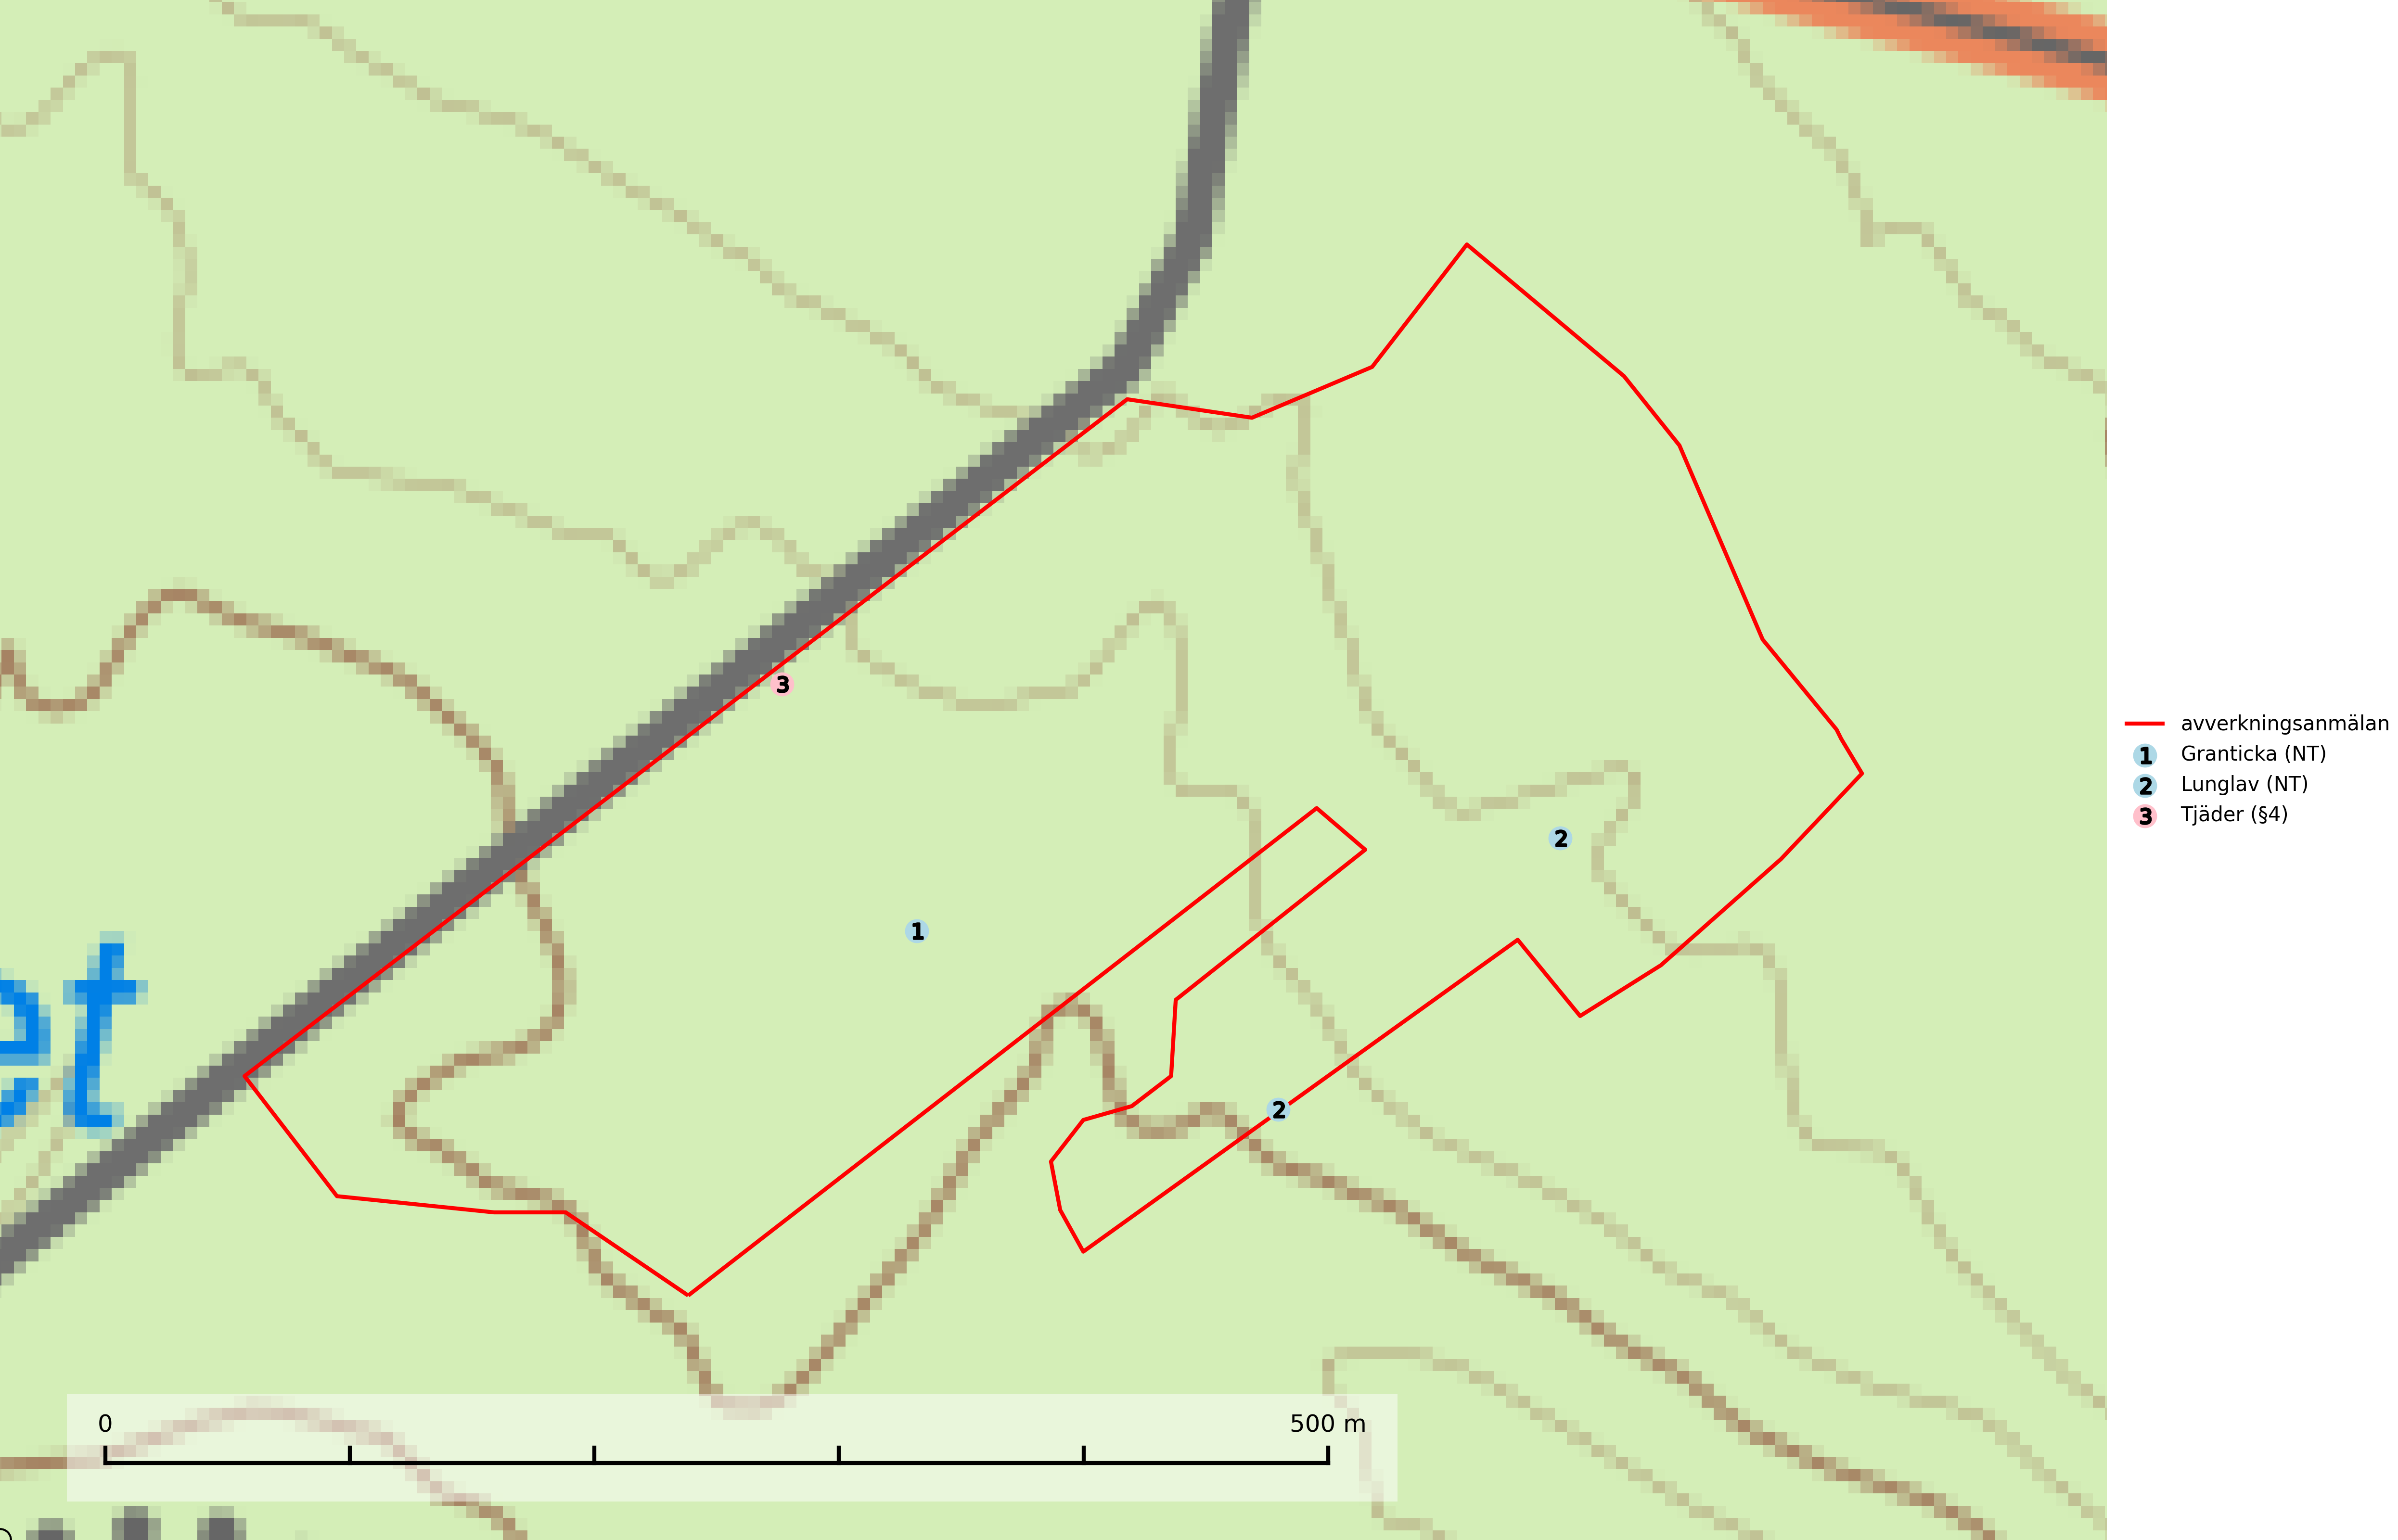 3
2
1
2
t
0 500 m
avverkningsanmälan
1 Granticka (NT)
2 Lunglav (NT)
3 Tjäder (§4)